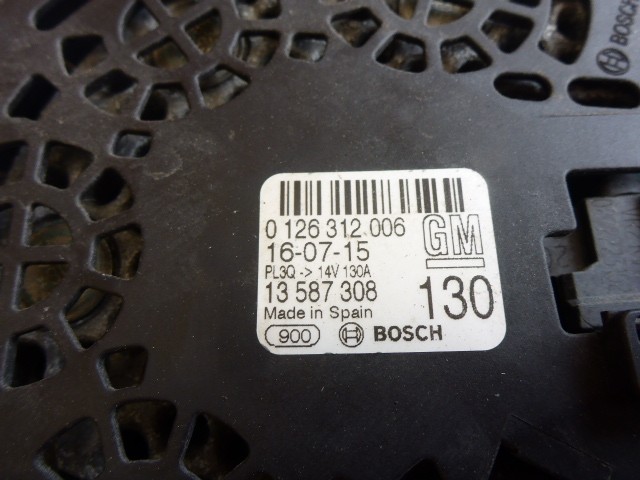 BOSCH
0 126 312 006
GM
16-07-15
PL3Q -> 14V 130A
13 587 308
130
Made in Spain
900
BOSCH